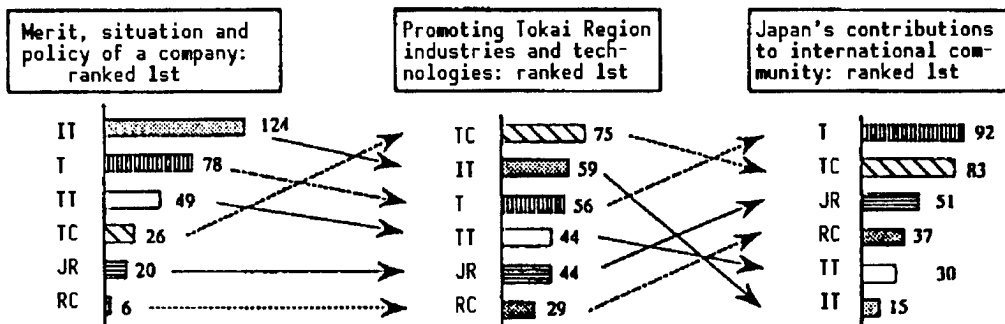 Merit, situation and
policy of a company:
ranked 1st
IT 124
T 78
TT 49
TC 26
JR 20
RC 6
Promoting Tokai Region
industries and tech-
nologies: ranked 1st
TC 75
IT 59
T 56
TT 44
JR 44
RC 29
Japan's contributions
to international com-
munity: ranked 1st
T 92
TC 83
JR 51
RC 37
TT 30
IT 15